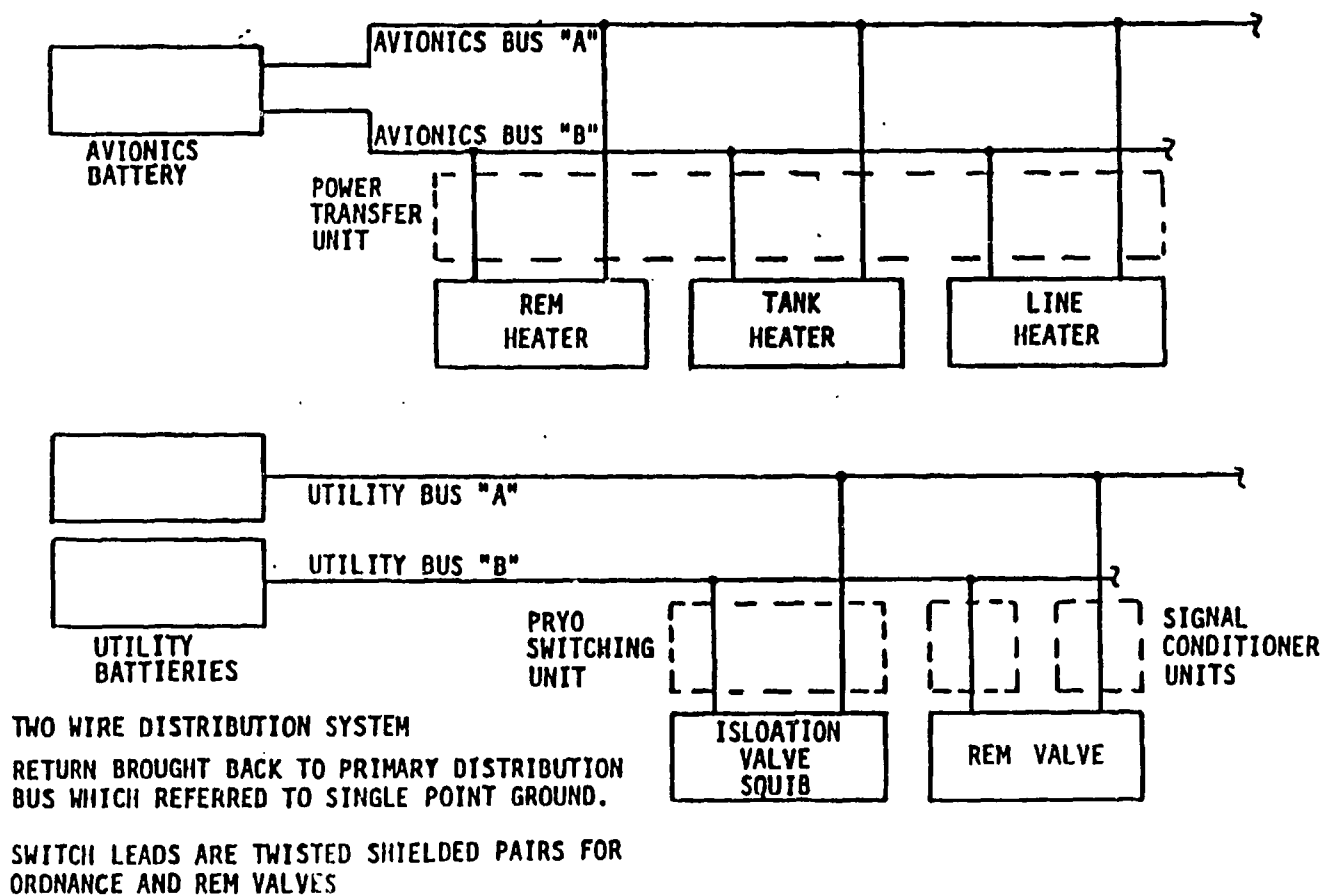 AVIONICS BUS "A"
AVIONICS BUS "B"
AVIONICS
BATTERY
POWER
TRANSFER
UNIT
REM
HEATER
TANK
HEATER
LINE
HEATER
UTILITY BUS "A"
UTILITY BUS "B"
UTILITY
BATTIERIES
PRYO
SWITCHING
UNIT
SIGNAL
CONDITIONER
UNITS
ISLOATION
VALVE
SQUIB
REM VALVE
TWO WIRE DISTRIBUTION SYSTEM
RETURN BROUGHT BACK TO PRIMARY DISTRIBUTION
BUS WHICH REFERRED TO SINGLE POINT GROUND.
SWITCH LEADS ARE TWISTED SHIELDED PAIRS FOR
ORDNANCE AND REM VALVES